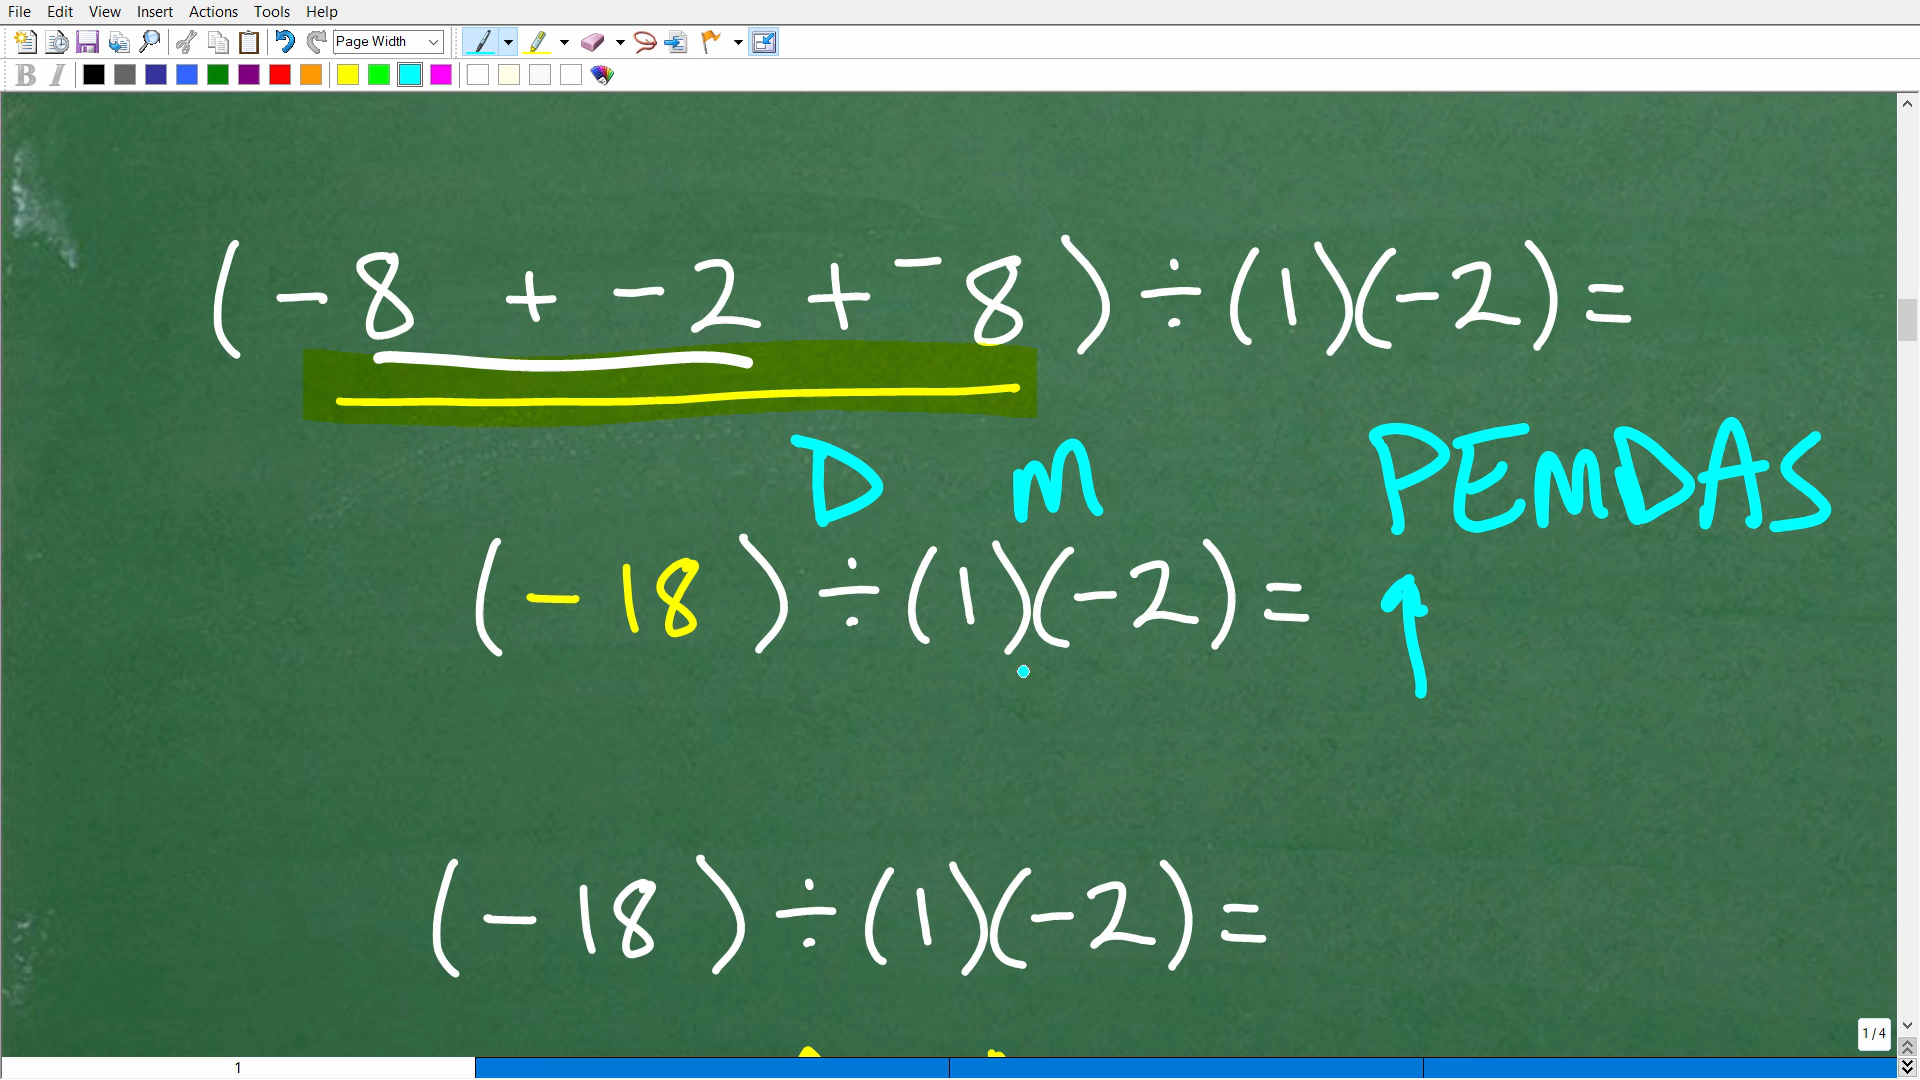 File Edit View Insert Actions Tools Help
Page Width
B I
(-8 + -2 + -8) ÷ (1)(-2) =
D M PEMDAS
(-18) ÷ (1)(-2) =
(-18) ÷ (1)(-2) =
1/4
1